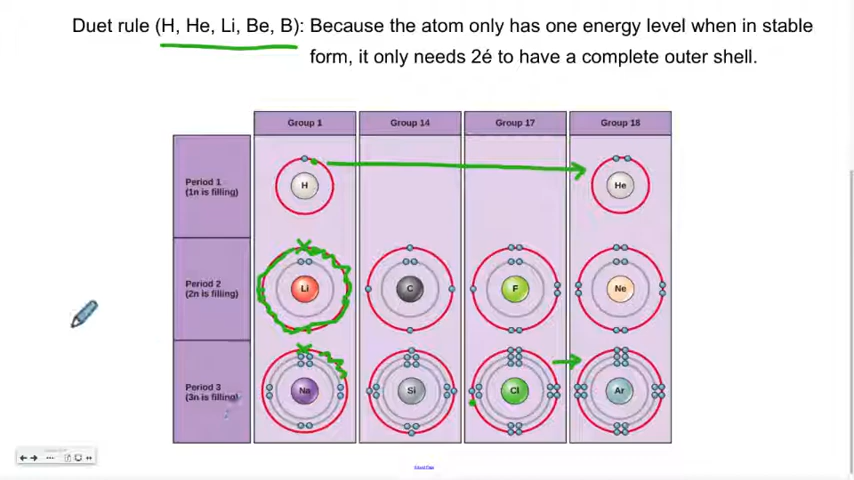 Duet rule (H, He, Li, Be, B): Because the atom only has one energy level when in stable
form, it only needs 2é to have a complete outer shell.
Group 1 Group 14 Group 17 Group 18
Period 1
(1n is filling)
H He
Period 2
(2n is filling)
Li C F Ne
Period 3
(3n is filling)
Na Si Cl Ar